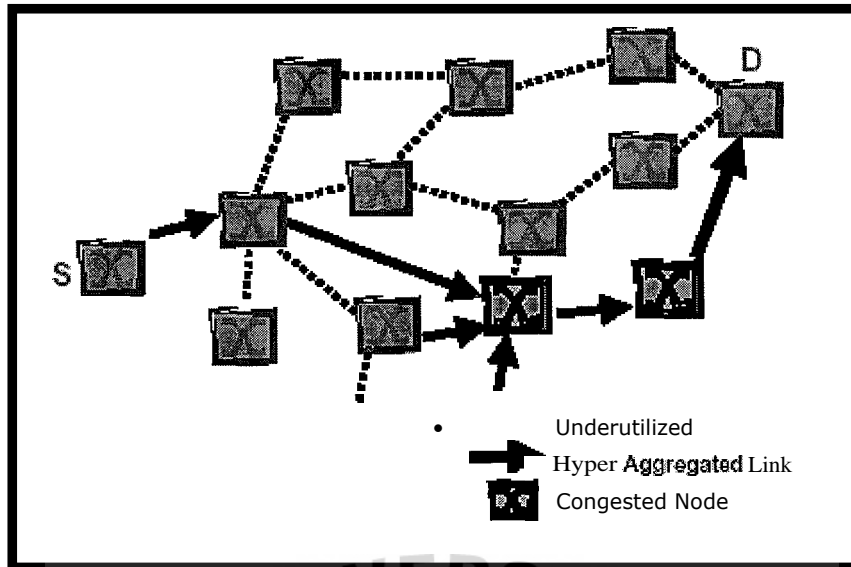 D
S
• Underutilized
Hyper Aggregated Link
Congested Node